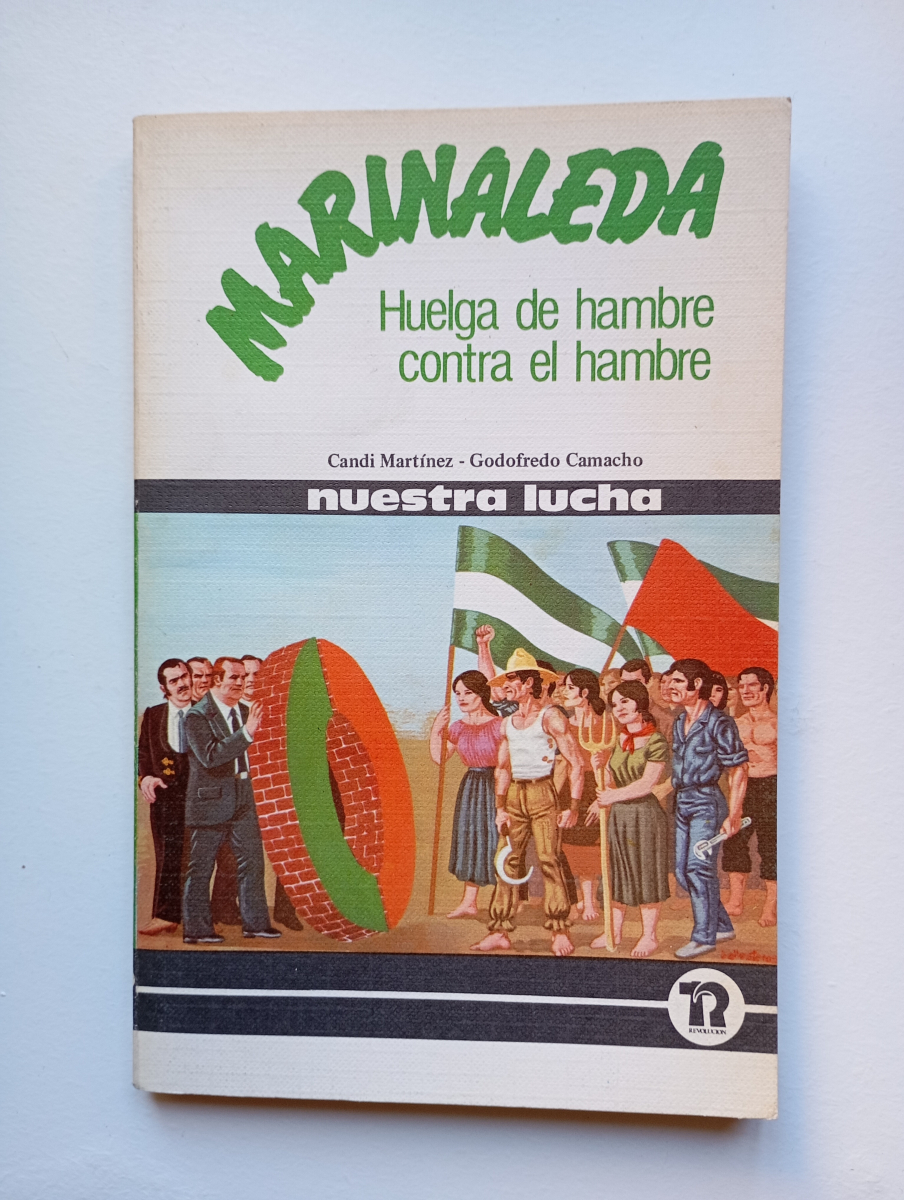 MARINALEDA
Huelga de hambre
contra el hambre
Candi Martínez - Godofredo Camacho
nuestra lucha
REVOLUCION